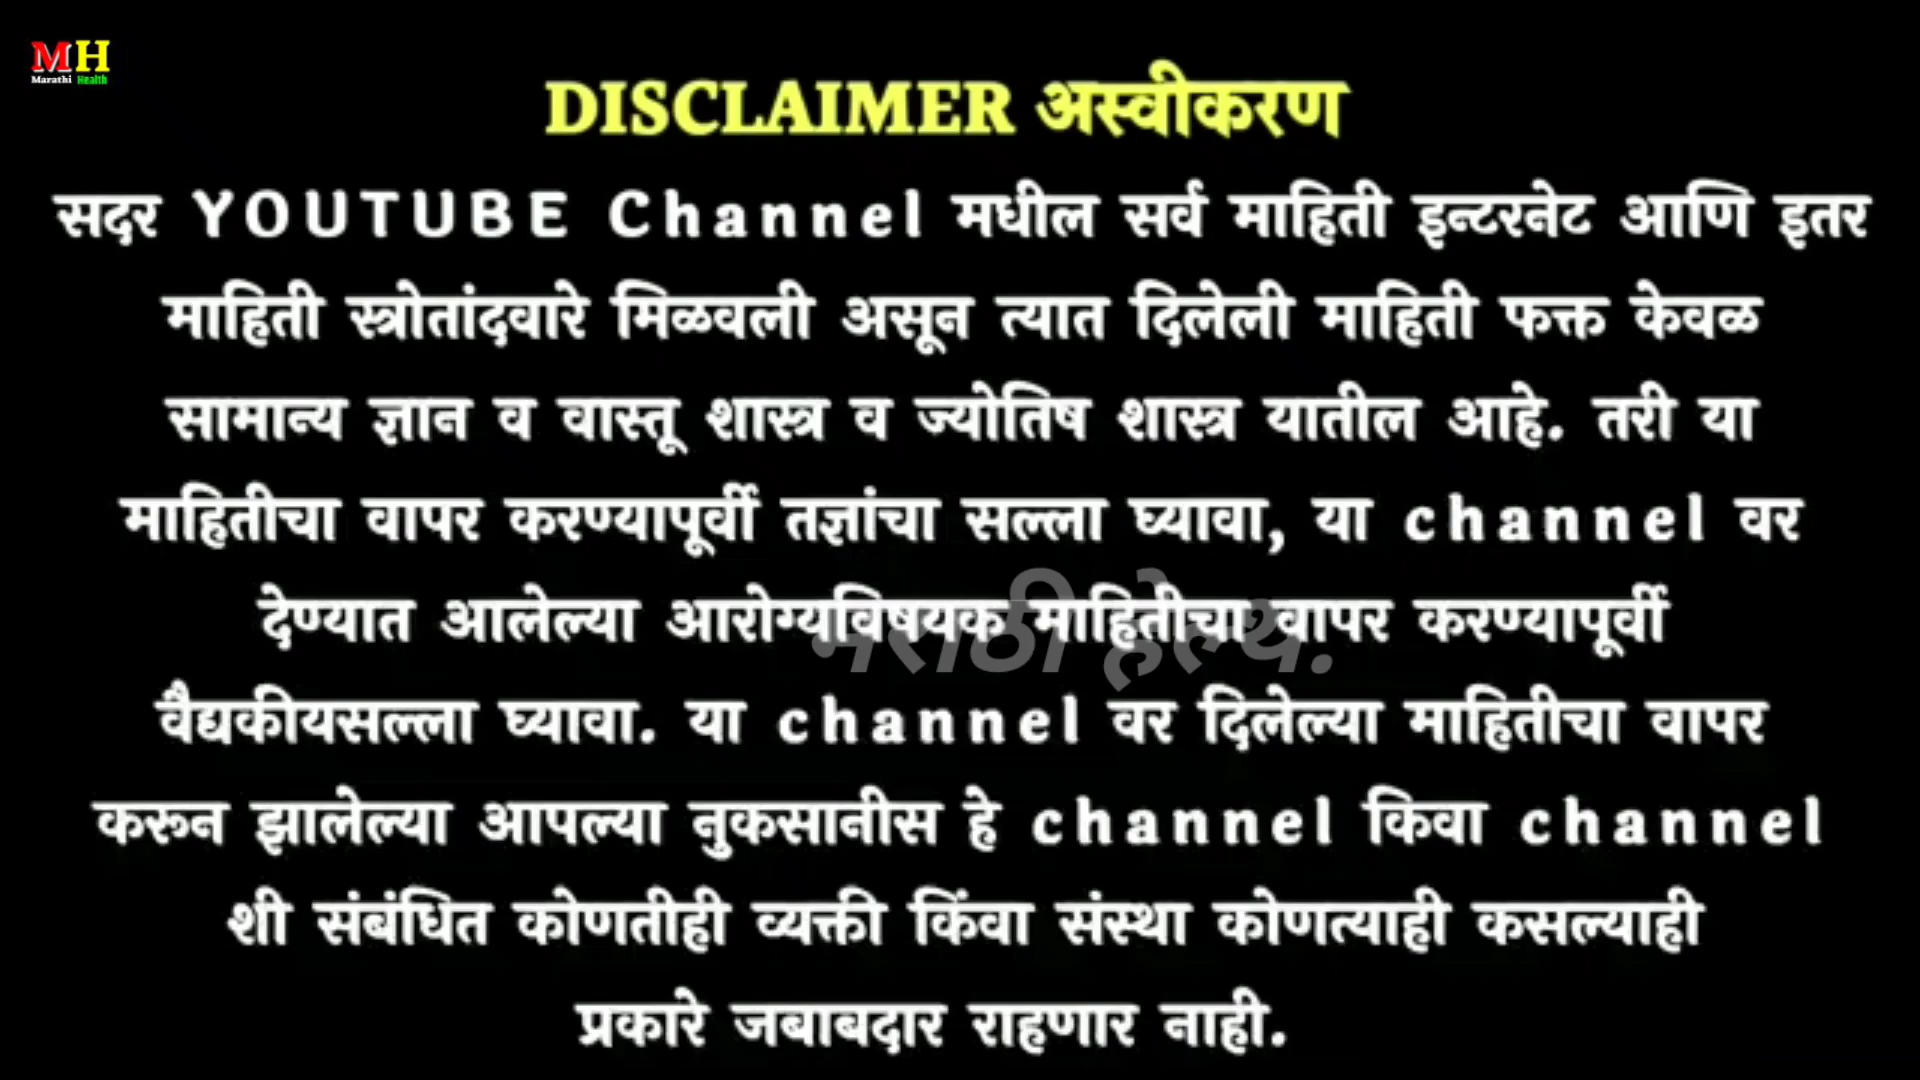 MH
Marathi Health
DISCLAIMER अस्वीकरण
सदर YOUTUBE Channel मधील सर्व माहिती इन्टरनेट आणि इतर
माहिती स्त्रोतांदवारे मिळवली असून त्यात दिलेली माहिती फक्त केवळ
सामान्य ज्ञान व वास्तू शास्त्र व ज्योतिष शास्त्र यातील आहे. तरी या
माहितीचा वापर करण्यापूर्वी तज्ञांचा सल्ला घ्यावा, या channel वर
देण्यात आलेल्या आरोग्यविषयक माहितीचा वापर करण्यापूर्वी
मराठी हेल्थ.
वैद्यकीयसल्ला घ्यावा. या channel वर दिलेल्या माहितीचा वापर
करून झालेल्या आपल्या नुकसानीस हे channel किवा channel
शी संबंधित कोणतीही व्यक्ती किंवा संस्था कोणत्याही कसल्याही
प्रकारे जबाबदार राहणार नाही.